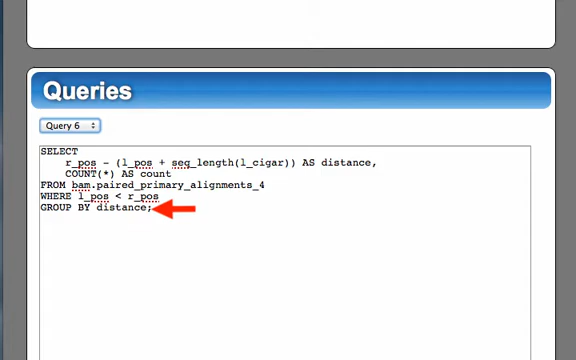 Queries
Query 6
SELECT
r_pos - (l_pos + seq_length(l_cigar)) AS distance,
COUNT(*) AS count
FROM bam.paired_primary_alignments_4
WHERE l_pos < r_pos
GROUP BY distance;